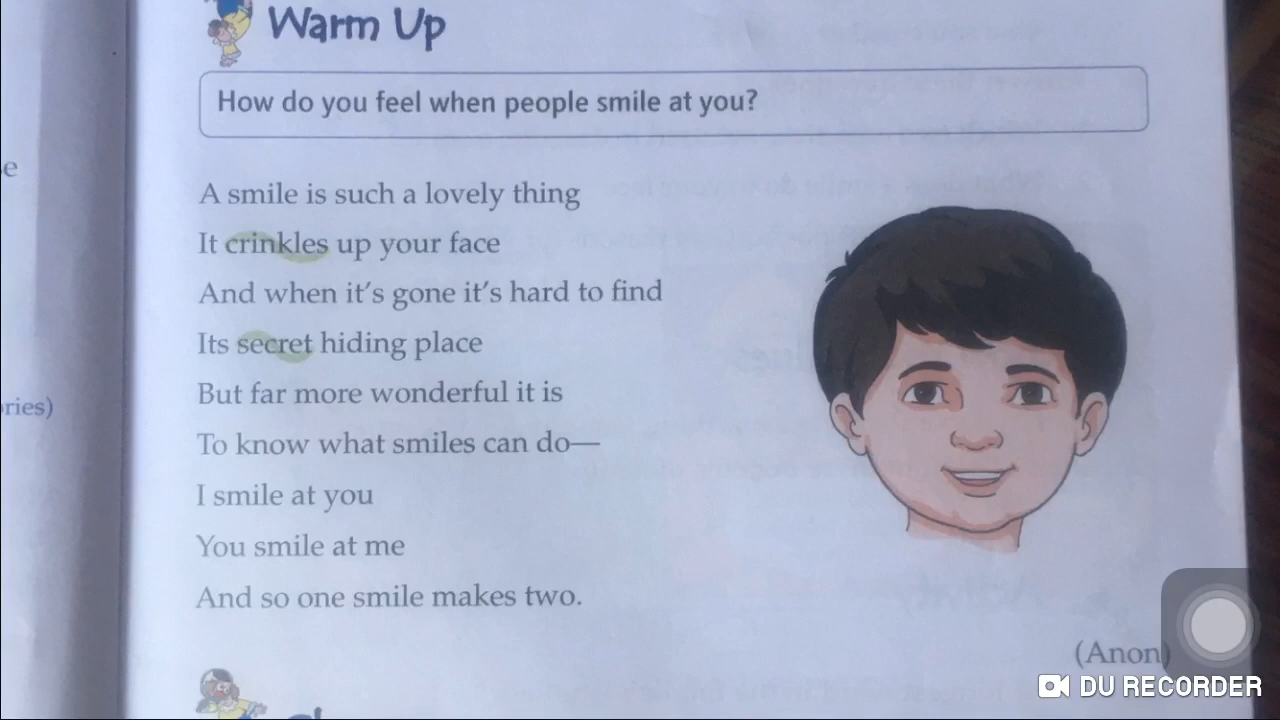 Warm Up
How do you feel when people smile at you?
A smile is such a lovely thing
It crinkles up your face
And when it's gone it's hard to find
Its secret hiding place
But far more wonderful it is
To know what smiles can do—
I smile at you
You smile at me
And so one smile makes two.
(Anon)
ries)
DU RECORDER